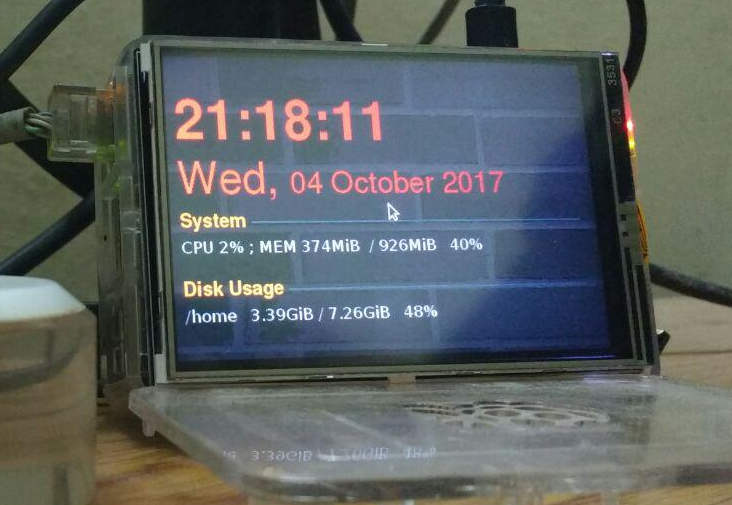 21:18:11
Wed, 04 October 2017
System
CPU 2% ; MEM 374MiB / 926MiB 40%
Disk Usage
/home 3.39GiB / 7.26GiB 48%
3531